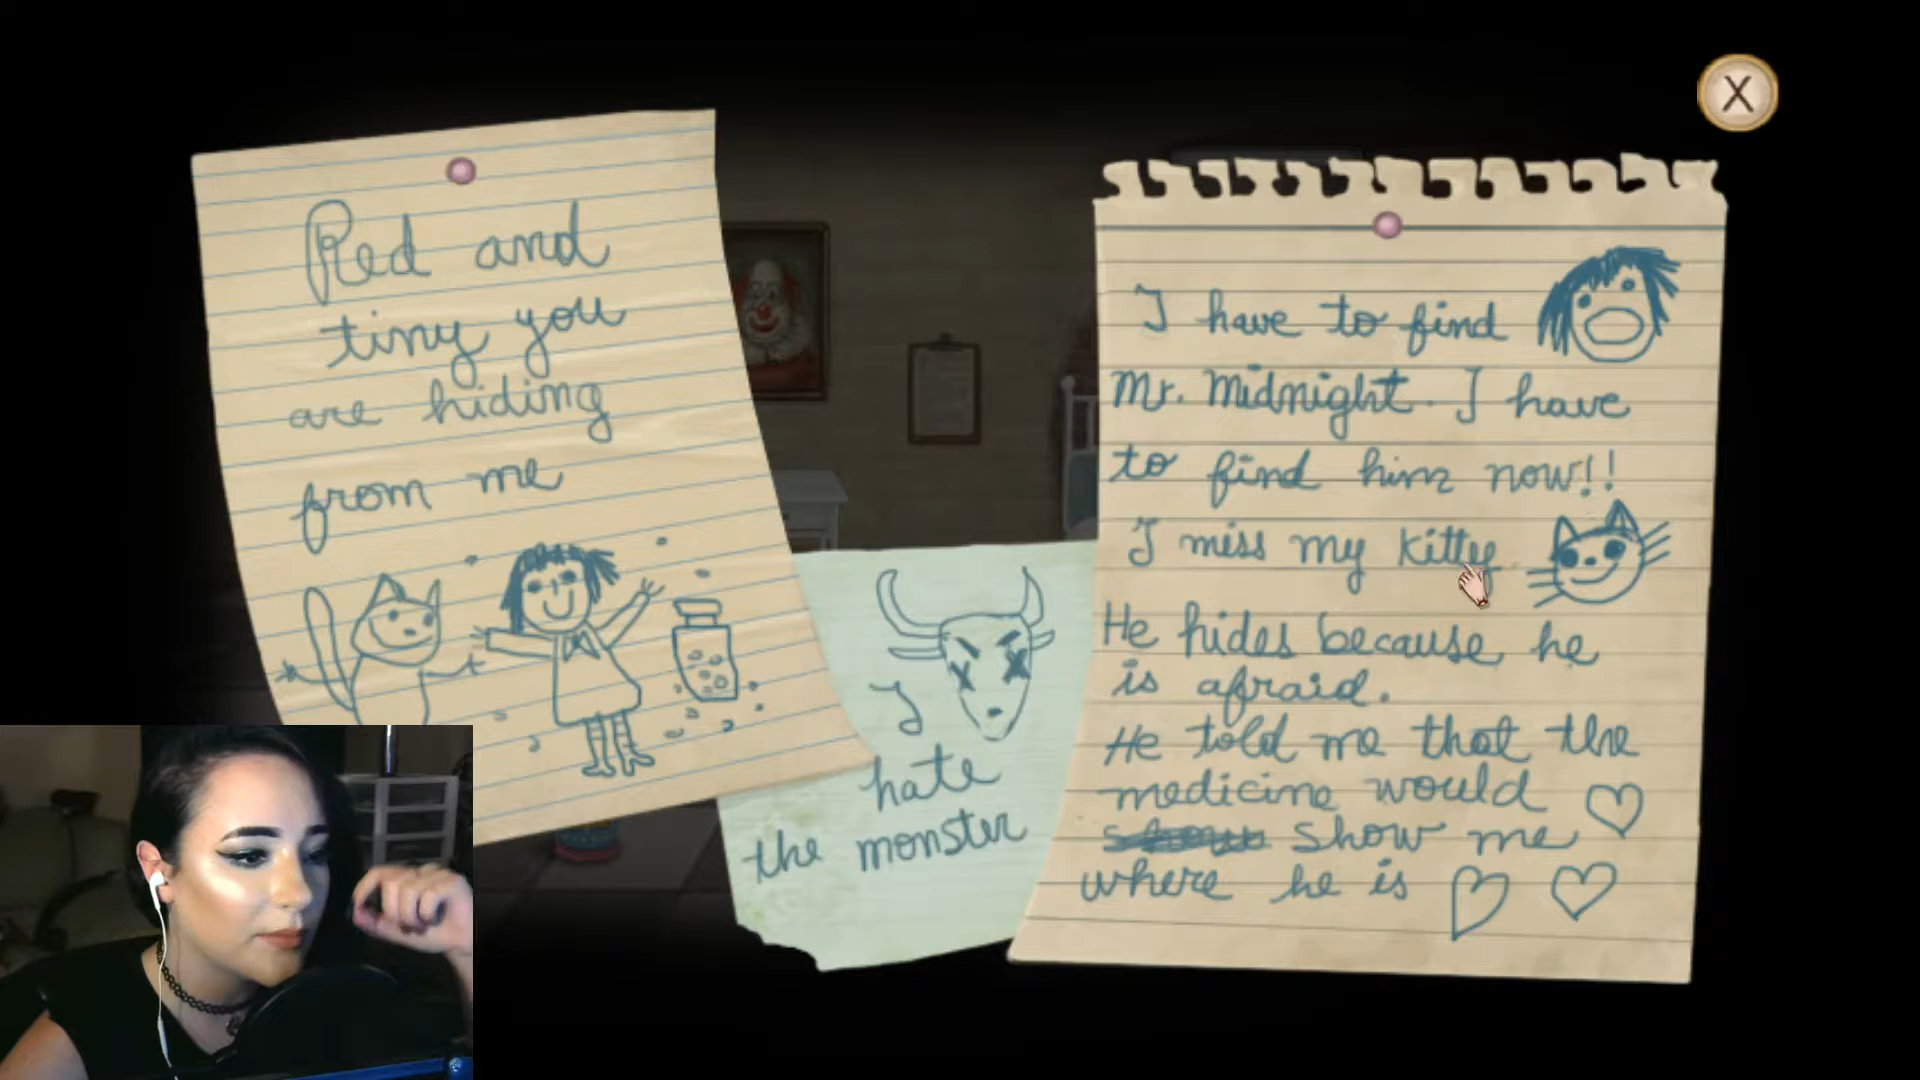 Red and
tiny you
are hiding
from me
I
hate
the monster
I have to find
Mr. Midnight. I have
to find him now!!
I miss my kitty
He hides because he
is afraid.
He told me that the
medicine would
show me
where he is
X